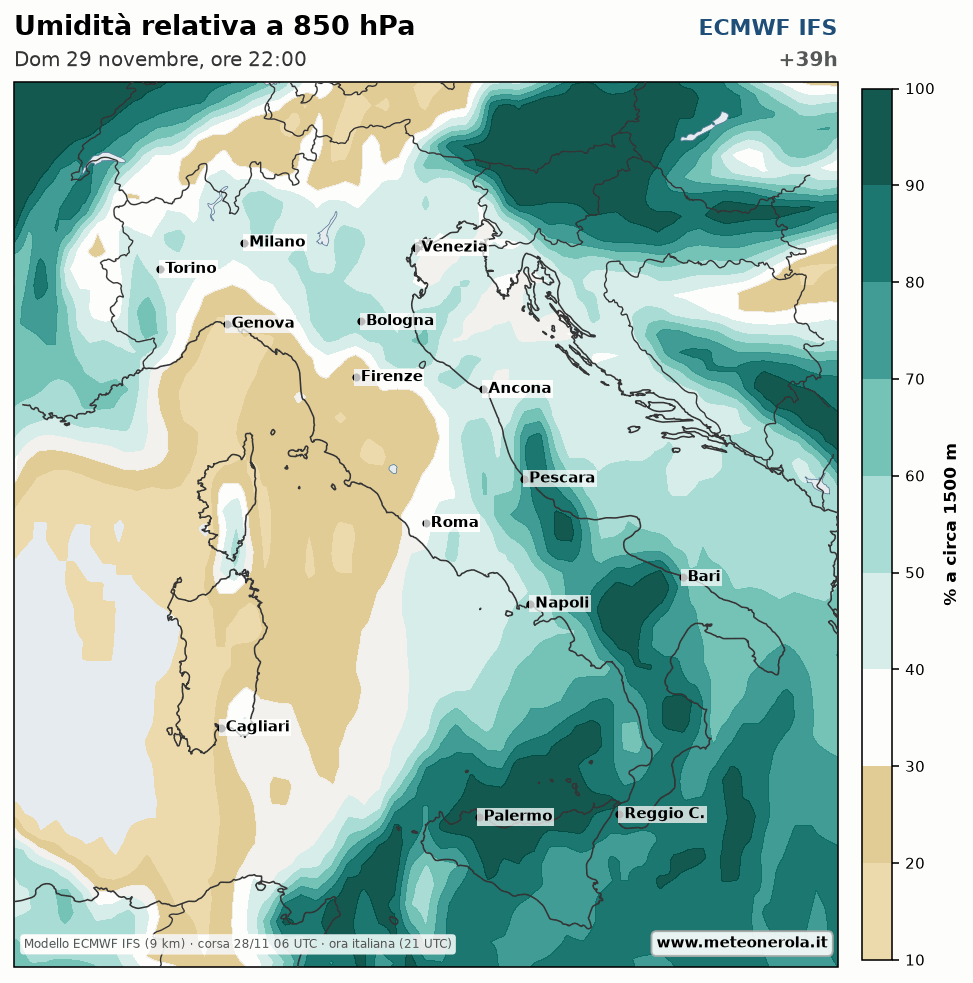 Umidità relativa a 850 hPa
ECMWF IFS
Dom 29 novembre, ore 22:00
+39h
100
90
80
70
60
50
40
30
20
10
% a circa 1500 m
Milano
Venezia
Torino
Genova
Bologna
Firenze
Ancona
Pescara
Roma
Bari
Napoli
Cagliari
Palermo
Reggio C.
Modello ECMWF IFS (9 km) · corsa 28/11 06 UTC · ora italiana (21 UTC)
www.meteonerola.it